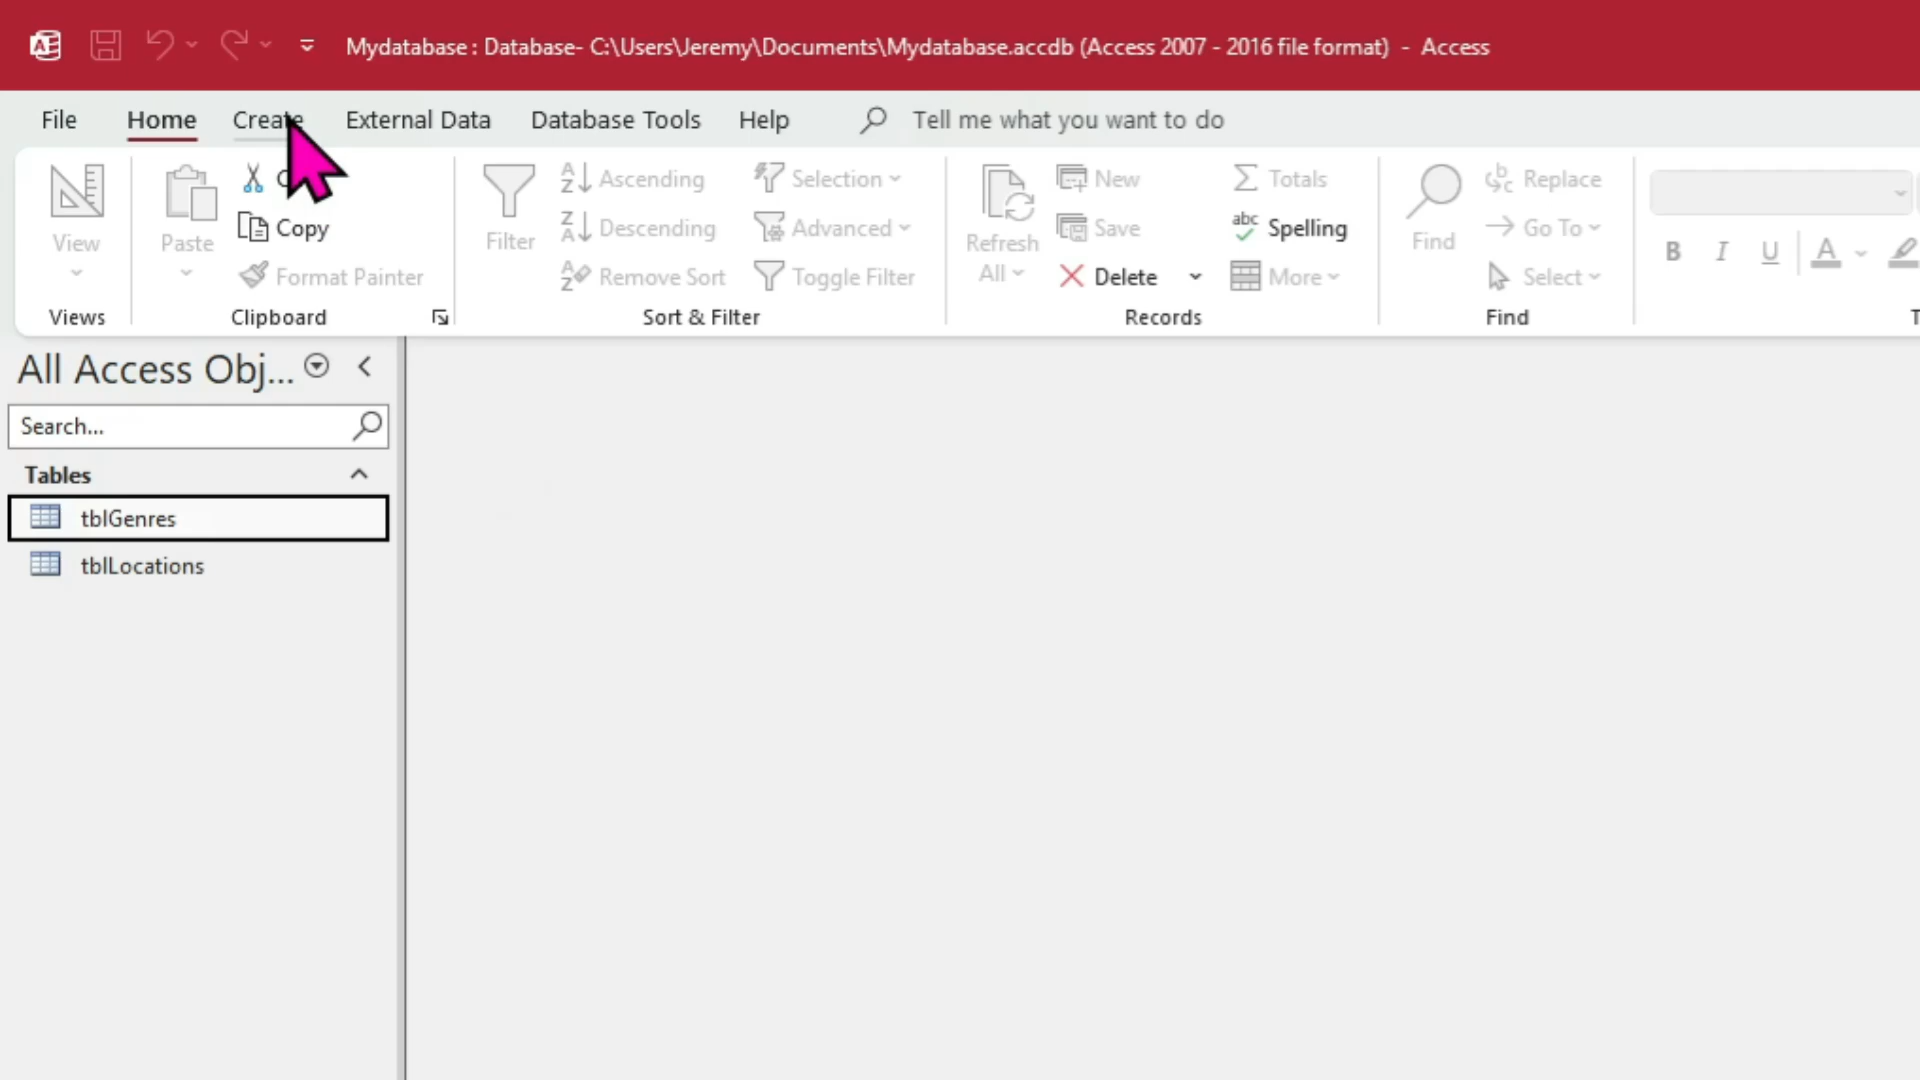 Mydatabase : Database- C:\Users\Jeremy\Documents\Mydatabase.accdb (Access 2007 - 2016 file format) - Access
File Home Create External Data Database Tools Help Tell me what you want to do
View
Views
Paste
Copy
Format Painter
Clipboard
Filter
Ascending
Descending
Remove Sort
Selection
Advanced
Toggle Filter
Sort & Filter
Refresh
All
New
Save
Delete
Totals
Spelling
More
Records
Find
Replace
Go To
Select
Find
B I U A
All Access Obj...
Search...
Tables
tblGenres
tblLocations